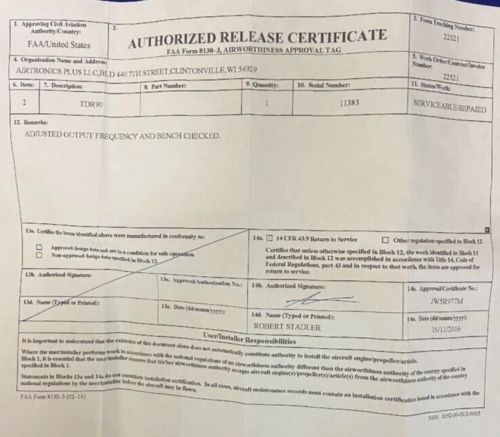 1. Approving Civil Aviation Authority/Country:
FAA/United States
2.
AUTHORIZED RELEASE CERTIFICATE
FAA Form 8130–3, AIRWORTHINESS APPROVAL TAG
3. Form Tracking Number:
22521
4. Organization Name and Address:
AIRTRONICS PLUS LLC,BLD 440 7TH STREET,CLINTONVILLE,WI 54929
5. Work Order/Contract/Invoice Number:
22521
6. Item: 7. Description: 8. Part Number: 9. Quantity: 10. Serial Number: 11. Status/Work:
2 TDR90 1 11383 SERVICEABLE/REPAIED
12. Remarks:
ADJUSTED OUTPUT FREQUENCY AND BENCH CHECKED.
13a. Certifies the items identified above were manufactured in conformity to:
Approved design data and are in a condition for safe operation.
Non-approved design data specified in Block 12.
13b. Authorized Signature:
13c. Approval/Authorization No.:
13d. Name (Typed or Printed):
13e. Date (dd/mmm/yyyy):
14a. 14 CFR 43.9 Return to Service Other regulation specified in Block 12
Certifies that unless otherwise specified in Block 12, the work identified in Block 11
and described in Block 12 was accomplished in accordance with Title 14, Code of
Federal Regulations, part 43 and in respect to that work, the items are approved for
return to service.
14b. Authorized Signature:
14c. Approval/Certificate No.:
JW5R977M
14d. Name (Typed or Printed):
ROBERT STADLER
14e. Date (dd/mmm/yyyy):
15/11/2016
User/Installer Responsibilities
It is important to understand that the existence of this document alone does not automatically constitute authority to install the aircraft engine/propeller/article.
Where the user/installer performs work in accordance with the national regulations of an airworthiness authority different than the airworthiness authority of the country specified in
Block 1, it is essential that the user/installer ensures that his/her airworthiness authority accepts aircraft engine(s)/propeller(s)/article(s) from the airworthiness authority of the country
specified in Block 1.
Statements in Blocks 13a and 14a do not constitute installation certification. In all cases, aircraft maintenance records must contain an installation certification issued in accordance with the
national regulations by the user/installer before the aircraft may be flown.
FAA Form 8130–3 (02–14)
NSN: 0052-00-012-9005